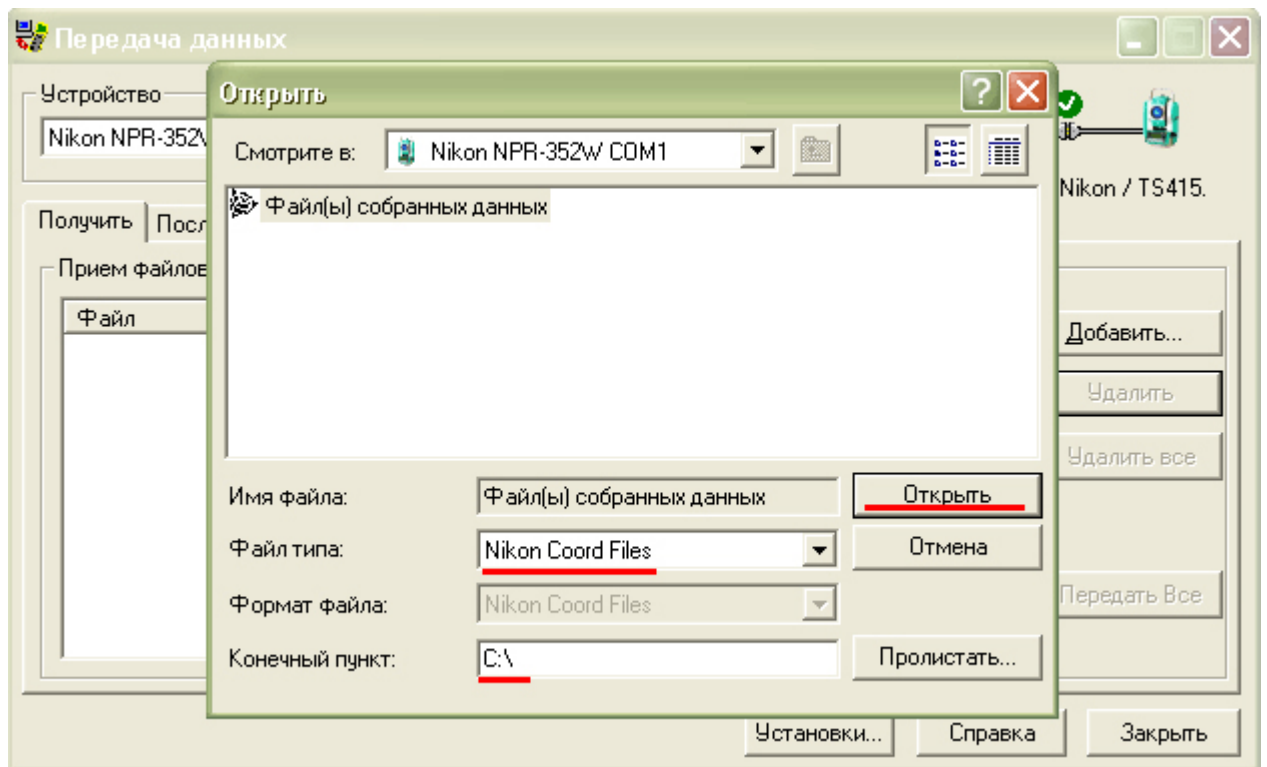 Передача данных
Устройство
Nikon NPR-352W
Nikon / TS415.
Получить
Посл
Прием файлов
Файл
Добавить...
Удалить
Удалить все
Передать Все
Установки...
Справка
Закрыть
Открыть
Смотрите в:
Nikon NPR-352W COM1
Файл(ы) собранных данных
Имя файла:
Файл(ы) собранных данных
Открыть
Файл типа:
Nikon Coord Files
Отмена
Формат файла:
Nikon Coord Files
Конечный пункт:
C:\
Пролистать...